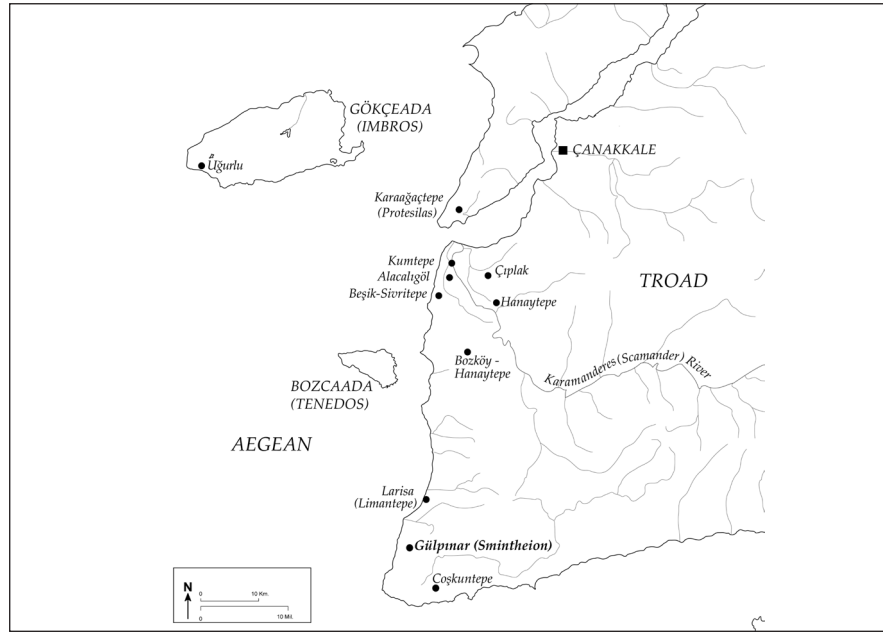 GÖKÇEADA
(IMBROS)
Uğurlu
ÇANAKKALE
Karaağaçtepe
(Protesilas)
Kumtepe
Alacalıgöl
Beşik-Sivritepe
Çıplak
Hanaytepe
TROAD
Bozköy -
Hanaytepe
Karamanderes (Scamander) River
BOZCAADA
(TENEDOS)
AEGEAN
Larisa
(Limantepe)
Gülpınar (Smintheion)
Coşkuntepe
N
0
10 Km.
0
10 Mil.